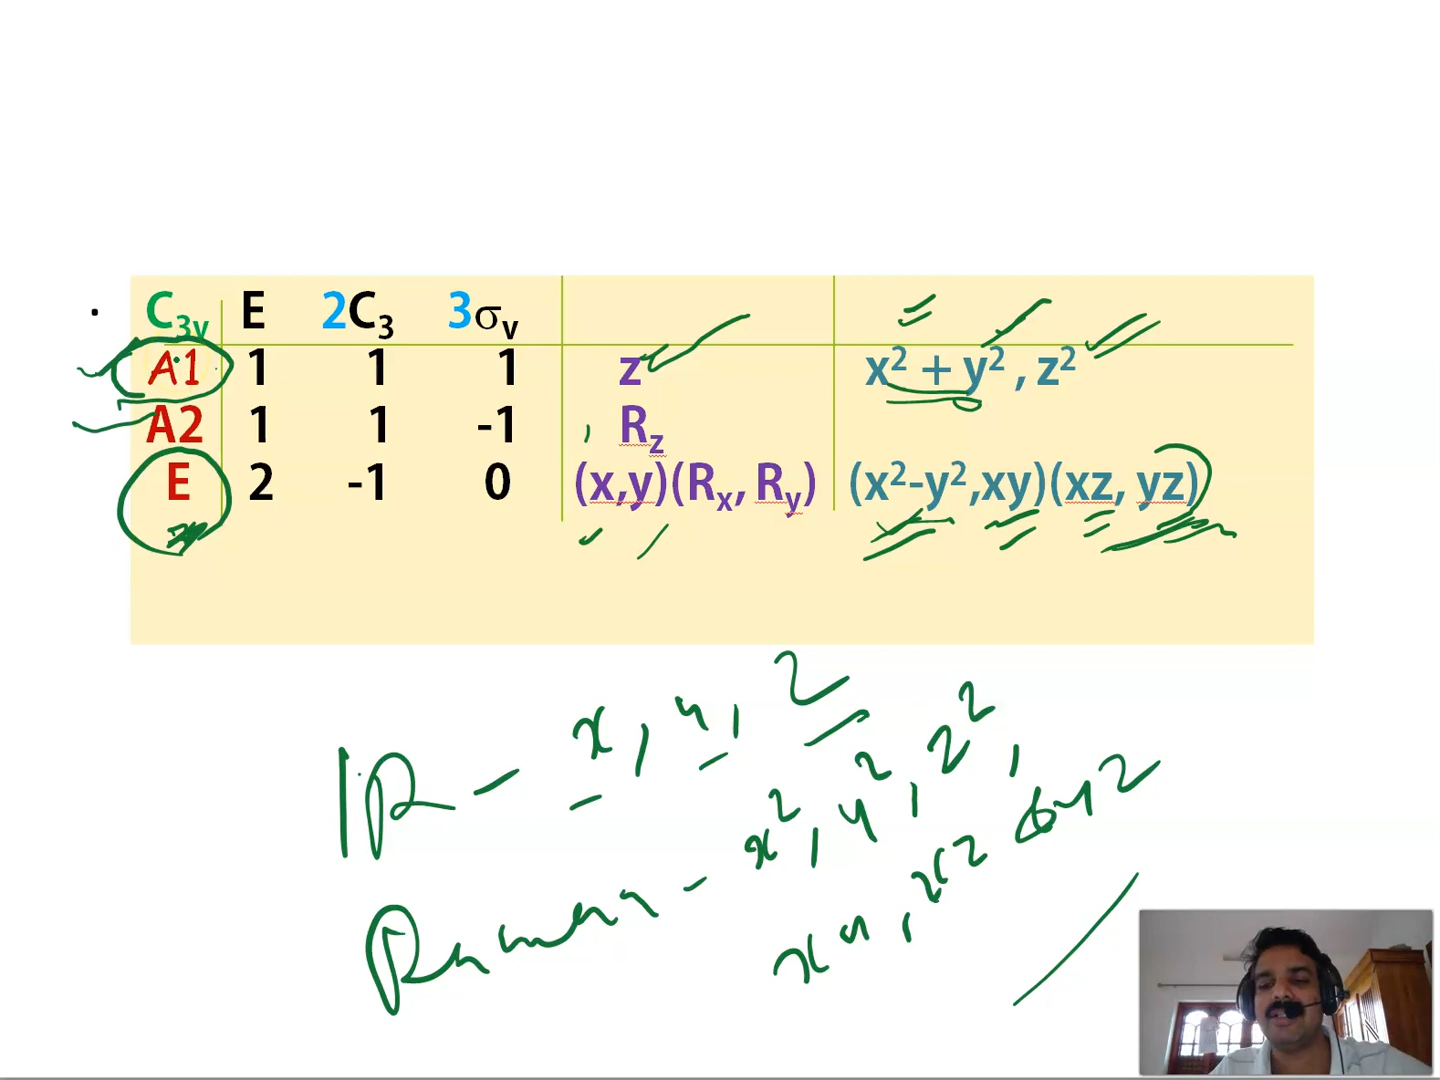 C3v E 2C3 3σv
A1 1 1 1 z x2 + y2 , z2
A2 1 1 -1 Rz
E 2 -1 0 (x,y)(Rx, Ry) (x2-y2,xy)(xz, yz)
IR - x, y, z
Raman - x2, y2, z2,
xy, xz & yz